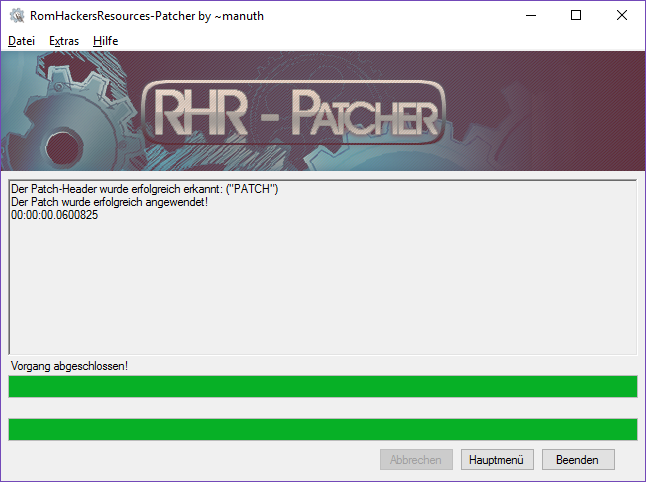 RomHackersResources-Patcher by ~manuth
Datei Extras Hilfe
RHR - PATCHER
Der Patch-Header wurde erfolgreich erkannt: ("PATCH")
Der Patch wurde erfolgreich angewendet!
00:00:00.0600825
Vorgang abgeschlossen!
Abbrechen Hauptmenü Beenden